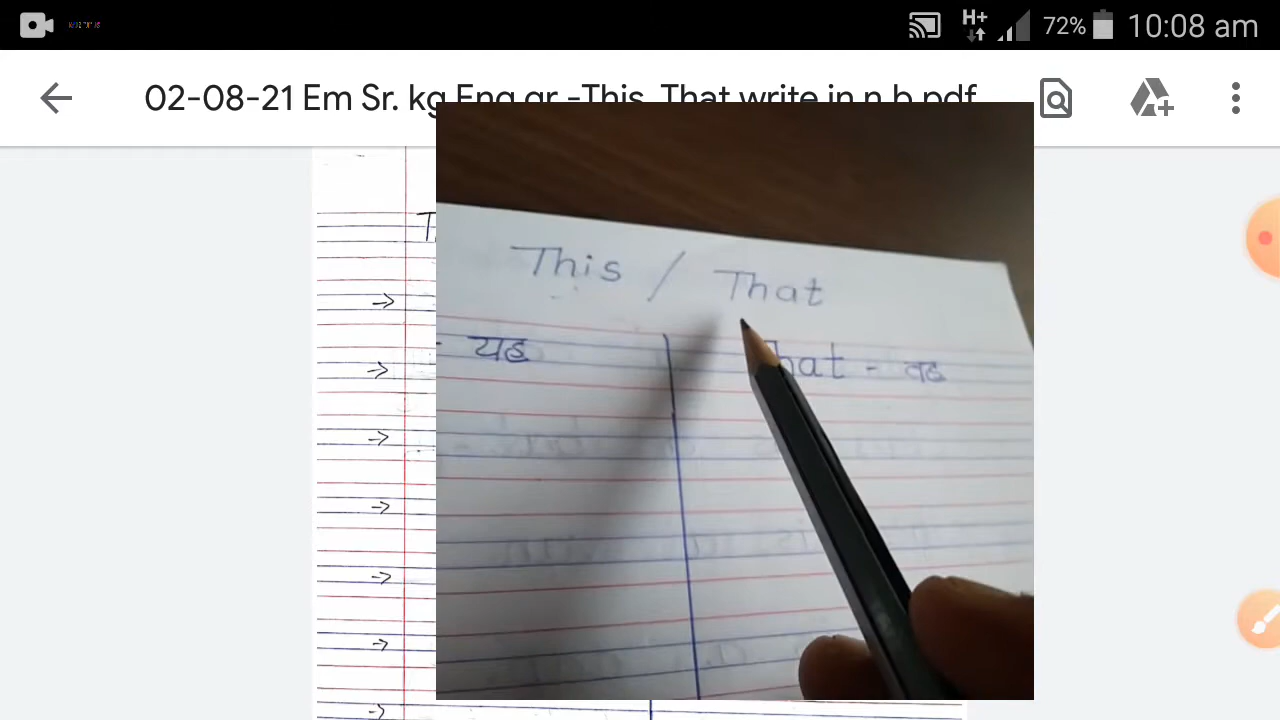 72% 10:08 am
02-08-21 Em Sr. kg Eng gr -This, That write in n.b.pdf
This / That
- यह
That - वह